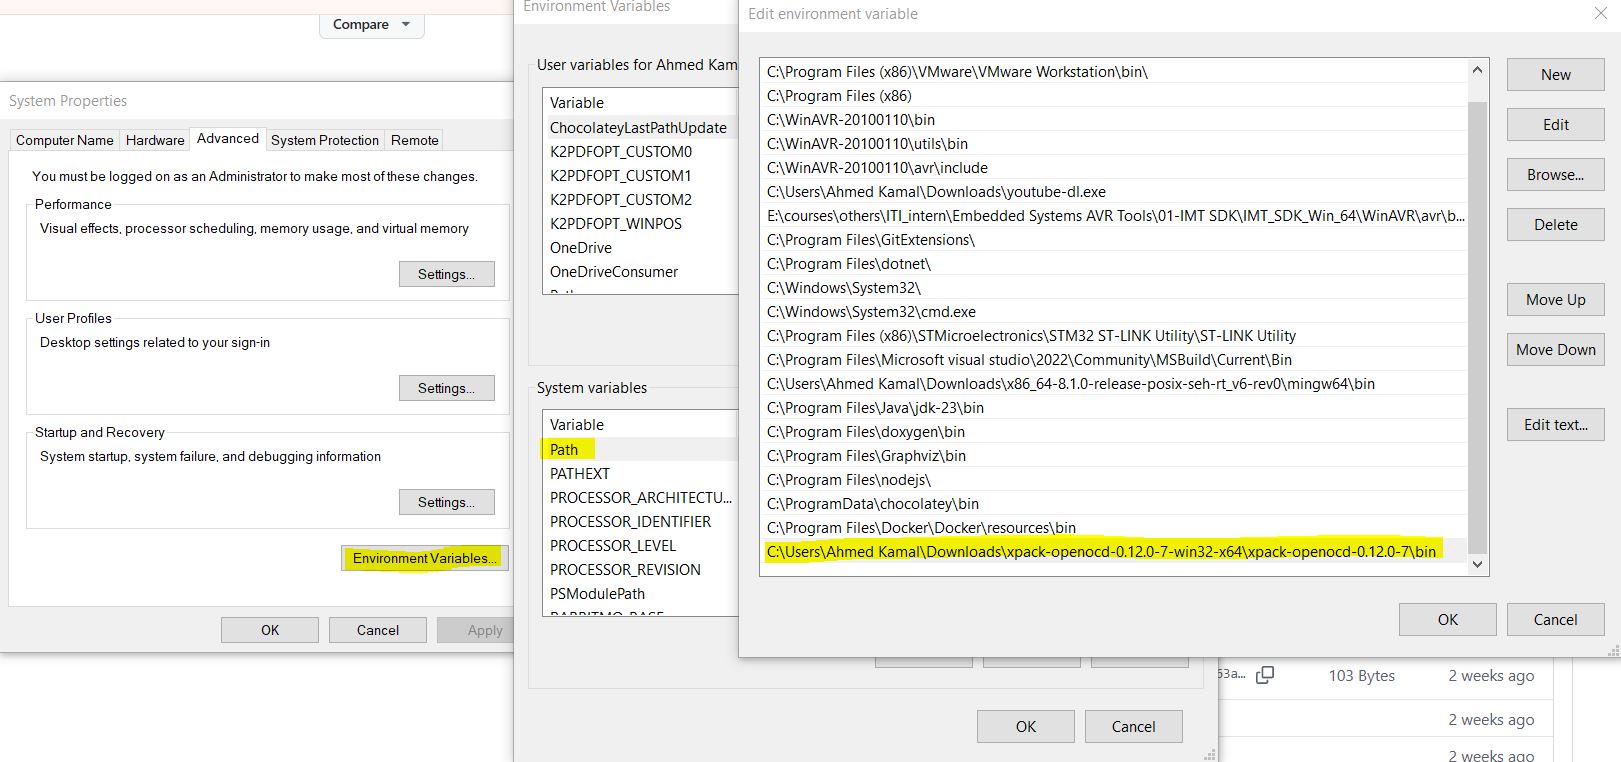 Compare
System Properties
Computer Name
Hardware
Advanced
System Protection
Remote
You must be logged on as an Administrator to make most of these changes.
Performance
Visual effects, processor scheduling, memory usage, and virtual memory
Settings...
User Profiles
Desktop settings related to your sign-in
Settings...
Startup and Recovery
System startup, system failure, and debugging information
Settings...
Environment Variables...
OK
Cancel
Apply
Environment Variables
User variables for Ahmed Kam
Variable
ChocolateyLastPathUpdate
K2PDFOPT_CUSTOM0
K2PDFOPT_CUSTOM1
K2PDFOPT_CUSTOM2
K2PDFOPT_WINPOS
OneDrive
OneDriveConsumer
System variables
Variable
Path
PATHEXT
PROCESSOR_ARCHITECTU...
PROCESSOR_IDENTIFIER
PROCESSOR_LEVEL
PROCESSOR_REVISION
PSModulePath
OK
Cancel
Edit environment variable
C:\Program Files (x86)\VMware\VMware Workstation\bin\
C:\Program Files (x86)
C:\WinAVR-20100110\bin
C:\WinAVR-20100110\utils\bin
C:\WinAVR-20100110\avr\include
C:\Users\Ahmed Kamal\Downloads\youtube-dl.exe
E:\courses\others\ITI_intern\Embedded Systems AVR Tools\01-IMT SDK\IMT_SDK_Win_64\WinAVR\avr\b...
C:\Program Files\GitExtensions\
C:\Program Files\dotnet\
C:\Windows\System32\
C:\Windows\System32\cmd.exe
C:\Program Files (x86)\STMicroelectronics\STM32 ST-LINK Utility\ST-LINK Utility
C:\Program Files\Microsoft visual studio\2022\Community\MSBuild\Current\Bin
C:\Users\Ahmed Kamal\Downloads\x86_64-8.1.0-release-posix-seh-rt_v6-rev0\mingw64\bin
C:\Program Files\Java\jdk-23\bin
C:\Program Files\doxygen\bin
C:\Program Files\Graphviz\bin
C:\Program Files\nodejs\
C:\ProgramData\chocolatey\bin
C:\Program Files\Docker\Docker\resources\bin
C:\Users\Ahmed Kamal\Downloads\xpack-openocd-0.12.0-7-win32-x64\xpack-openocd-0.12.0-7\bin
New
Edit
Browse...
Delete
Move Up
Move Down
Edit text...
OK
Cancel
63a...
103 Bytes
2 weeks ago
2 weeks ago
2 weeks ago